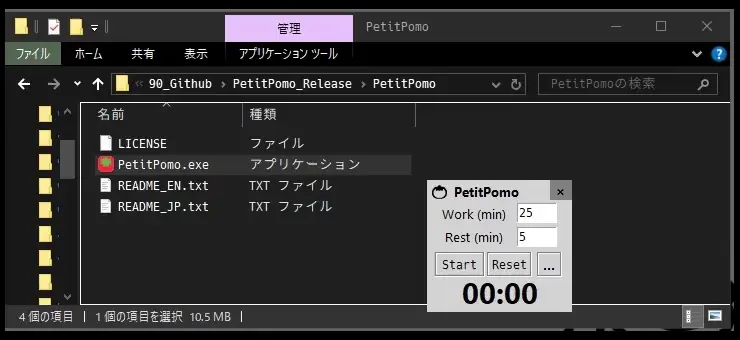 管理
PetitPomo
ファイル
ホーム
共有
表示
アプリケーション ツール
90_Github
PetitPomo_Release
PetitPomo
PetitPomoの検索
名前
種類
LICENSE
ファイル
PetitPomo.exe
アプリケーション
README_EN.txt
TXT ファイル
README_JP.txt
TXT ファイル
PetitPomo
×
Work (min)
25
Rest (min)
5
Start
Reset
...
00:00
4 個の項目
1 個の項目を選択 10.5 MB